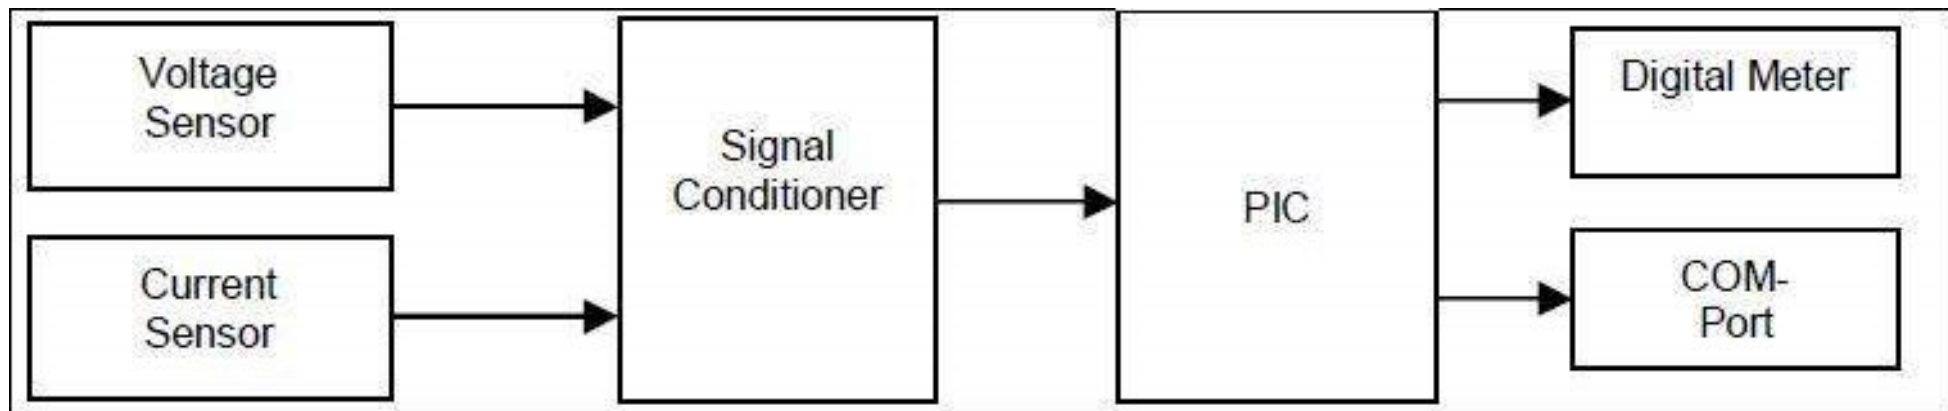 Voltage
Sensor
Current
Sensor
Signal
Conditioner
PIC
Digital Meter
COM-
Port